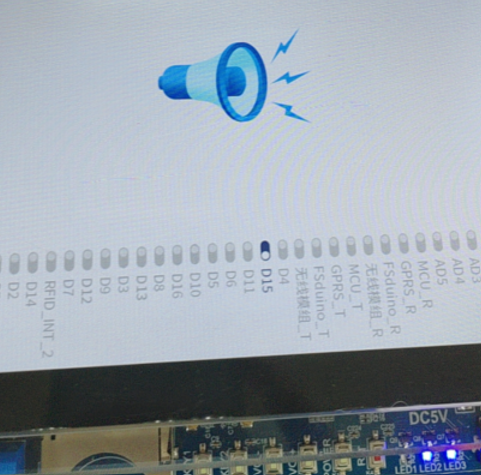 D2
D14
RFID_INT_2
D7
D12
D9
D3
D13
D8
D16
D10
D5
D6
D11
D15
D4
无线模组_T
FSduino_T
GPRS_T
MCU_T
无线模组_R
FSduino_R
GPRS_R
MCU_R
AD5
AD4
AD3
DC5V
LED1 LED2 LED3